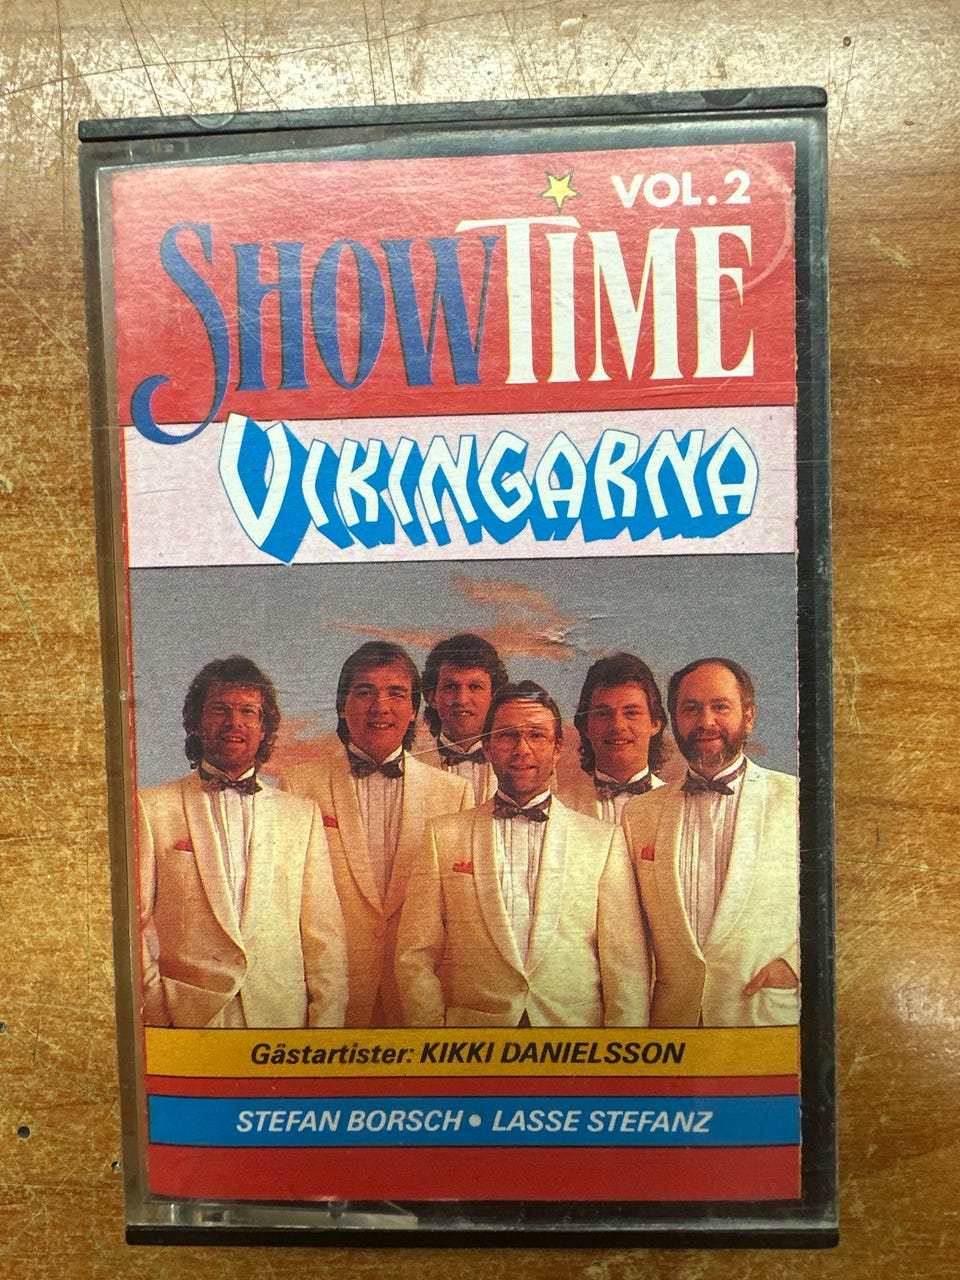 VOL. 2
SHOWTIME
VIKINGARNA
Gästartister: KIKKI DANIELSSON
STEFAN BORSCH • LASSE STEFANZ